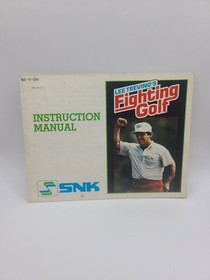 LEE TREVINO'S
Fighting
Golf
INSTRUCTION
MANUAL
SNK